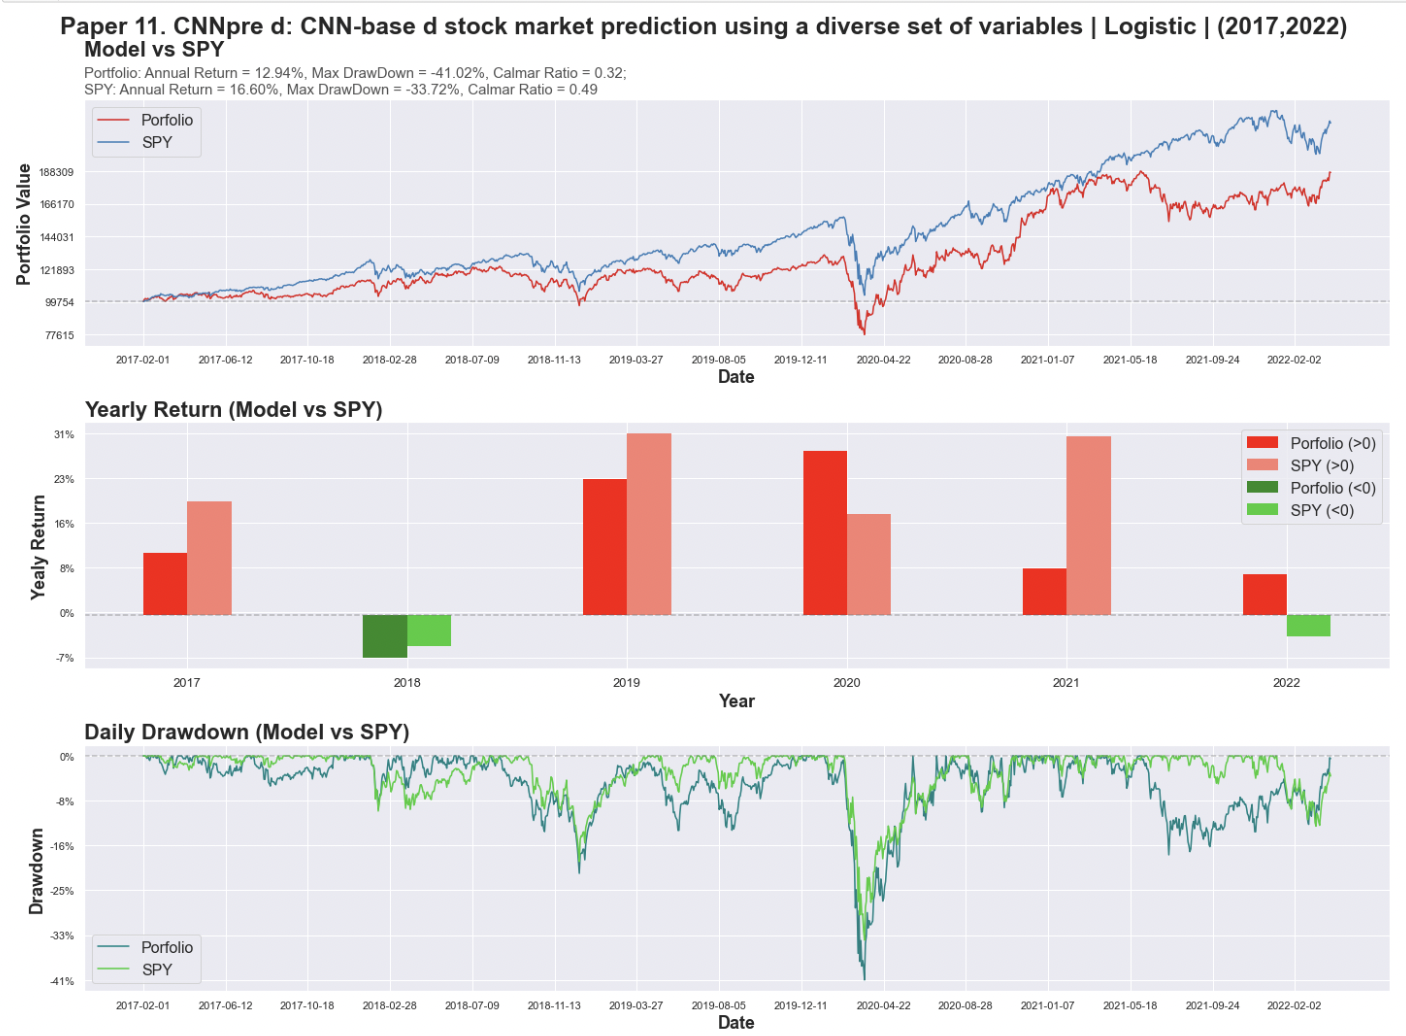 Paper 11. CNNpre d: CNN-base d stock market prediction using a diverse set of variables | Logistic | (2017,2022)
Model vs SPY
Portfolio: Annual Return = 12.94%, Max DrawDown = -41.02%, Calmar Ratio = 0.32;
SPY: Annual Return = 16.60%, Max DrawDown = -33.72%, Calmar Ratio = 0.49
Porfolio
SPY
Portfolio Value
188309
166170
144031
121893
99754
77615
2017-02-01 2017-06-12 2017-10-18 2018-02-28 2018-07-09 2018-11-13 2019-03-27 2019-08-05 2019-12-11 2020-04-22 2020-08-28 2021-01-07 2021-05-18 2021-09-24 2022-02-02
Date
Yearly Return (Model vs SPY)
Porfolio (>0)
SPY (>0)
Porfolio (<0)
SPY (<0)
Yealy Return
31%
23%
16%
8%
0%
-7%
2017 2018 2019 2020 2021 2022
Year
Daily Drawdown (Model vs SPY)
Drawdown
0%
-8%
-16%
-25%
-33%
-41%
Porfolio
SPY
2017-02-01 2017-06-12 2017-10-18 2018-02-28 2018-07-09 2018-11-13 2019-03-27 2019-08-05 2019-12-11 2020-04-22 2020-08-28 2021-01-07 2021-05-18 2021-09-24 2022-02-02
Date